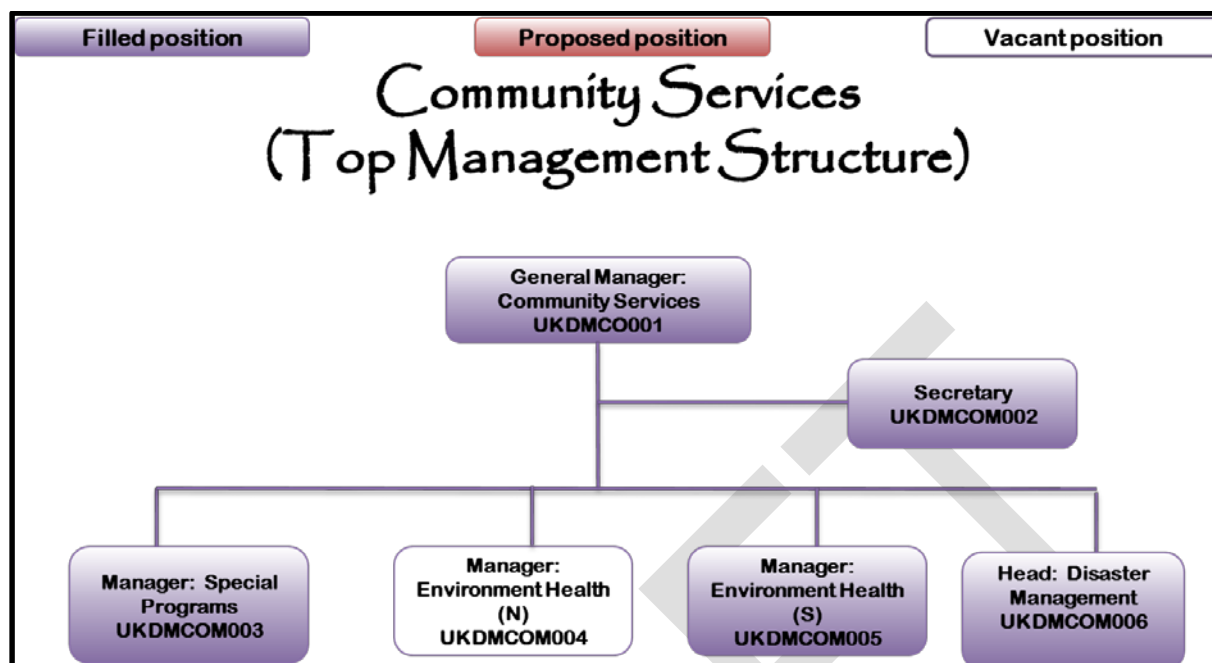 Filled position
Proposed position
Vacant position
Community Services
(Top Management Structure)
General Manager:
Community Services
UKDMCO001
Secretary
UKDMCOM002
Manager: Special
Programs
UKDMCOM003
Manager:
Environment Health
(N)
UKDMCOM004
Manager:
Environment Health
(S)
UKDMCOM005
Head: Disaster
Management
UKDMCOM006